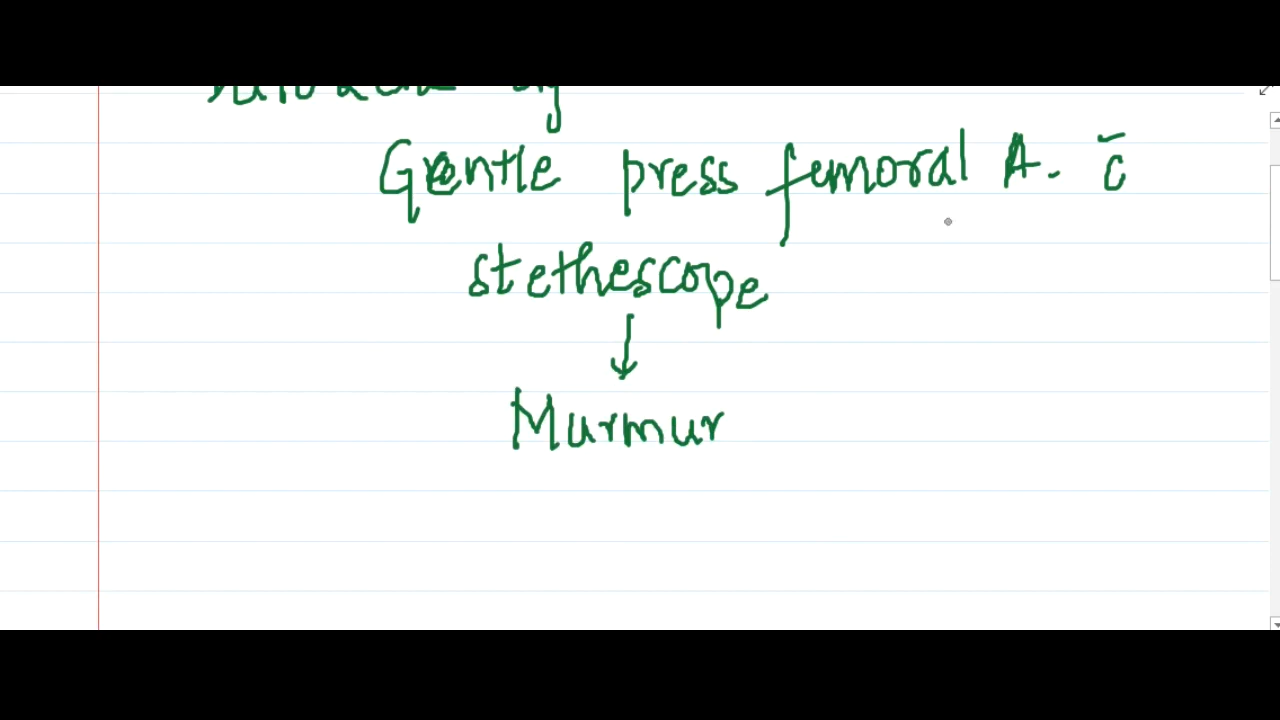 Gentle press femoral A. c̄
stethescope
↓
Murmur